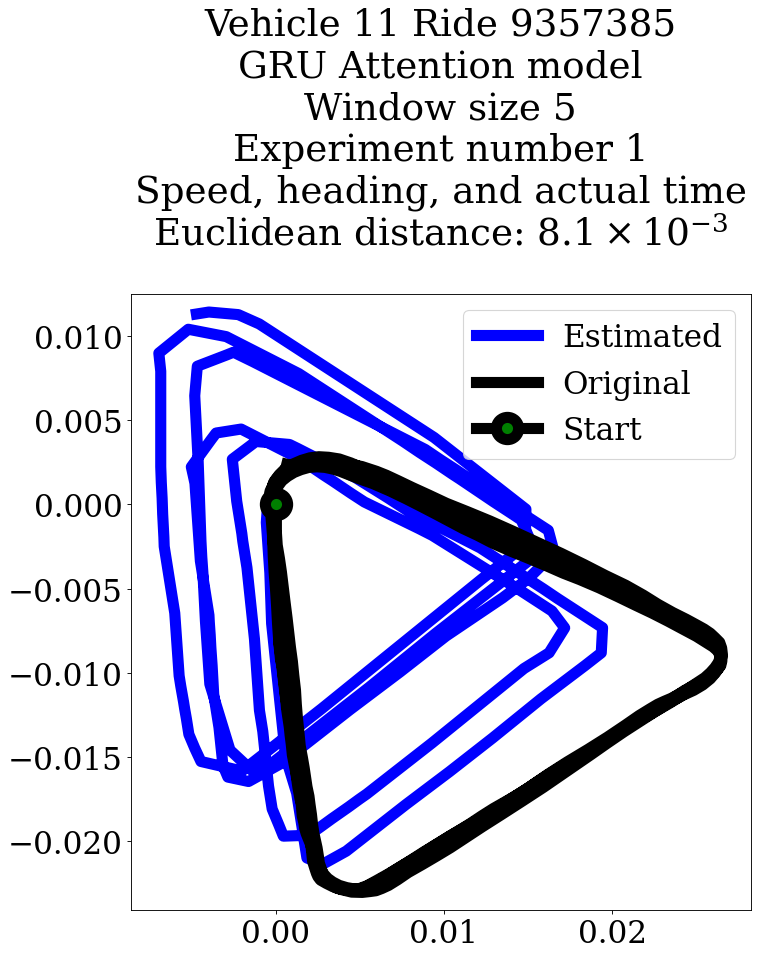 Vehicle 11 Ride 9357385
GRU Attention model
Window size 5
Experiment number 1
Speed, heading, and actual time
Euclidean distance: 8.1 × 10⁻³
Estimated
Original
Start
0.010
0.005
0.000
−0.005
−0.010
−0.015
−0.020
0.00 0.01 0.02